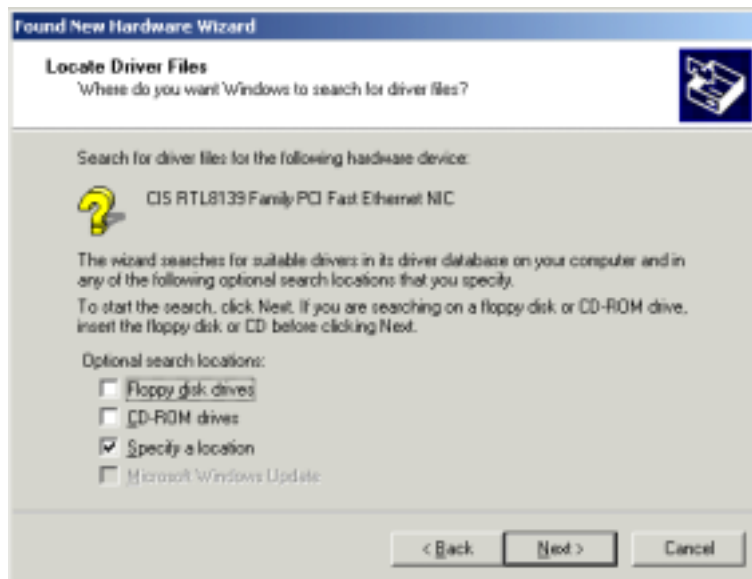 Found New Hardware Wizard
Locate Driver Files
Where do you want Windows to search for driver files?
Search for driver files for the following hardware device:
CIS RTL8139 Family PCI Fast Ethernet NIC
The wizard searches for suitable drivers in its driver database on your computer and in
any of the following optional search locations that you specify.
To start the search, click Next. If you are searching on a floppy disk or CD-ROM drive,
insert the floppy disk or CD before clicking Next.
Optional search locations:
Floppy disk drives
CD-ROM drives
Specify a location
Microsoft Windows Update
< Back Next > Cancel